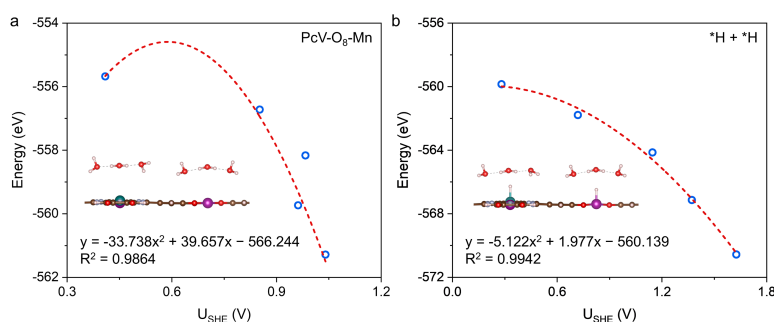 a
PcV-O₈-Mn
-554
-556
-558
-560
-562
Energy (eV)
y = -33.738x² + 39.657x − 566.244
R² = 0.9864
0.3 0.6 0.9 1.2
U_SHE (V)
b
*H + *H
-556
-560
-564
-568
-572
Energy (eV)
y = -5.122x² + 1.977x − 560.139
R² = 0.9942
0.0 0.6 1.2 1.8
U_SHE (V)